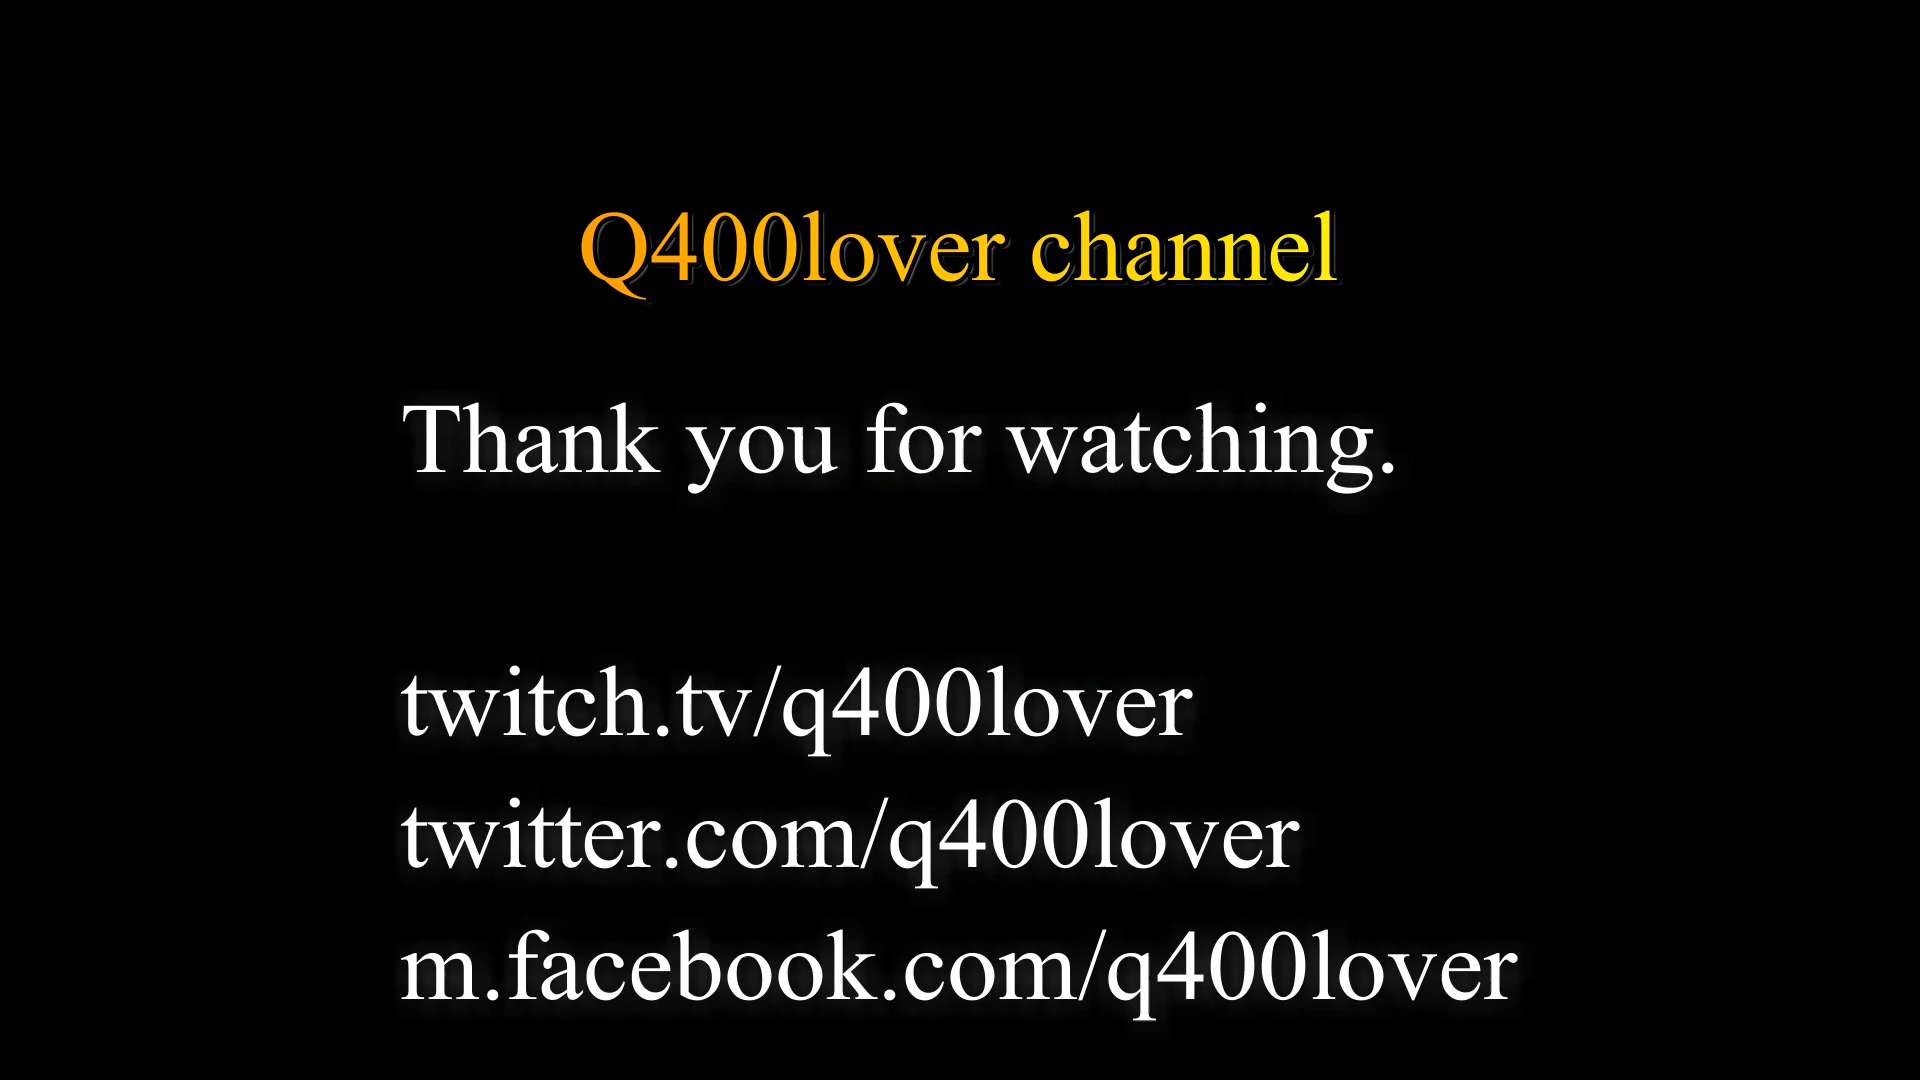 Q400lover channel
Thank you for watching.
twitch.tv/q400lover
twitter.com/q400lover
m.facebook.com/q400lover